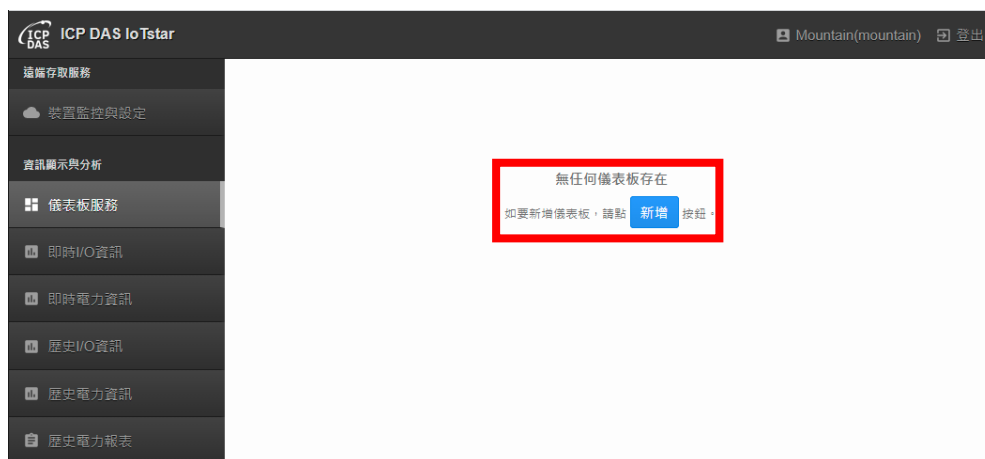 ICP DAS
ICP DAS IoTstar
Mountain(mountain) 登出
遠端存取服務
裝置監控與設定
資訊顯示與分析
儀表板服務
即時I/O資訊
即時電力資訊
歷史I/O資訊
歷史電力資訊
歷史電力報表
無任何儀表板存在
如要新增儀表板，請點 新增 按鈕。